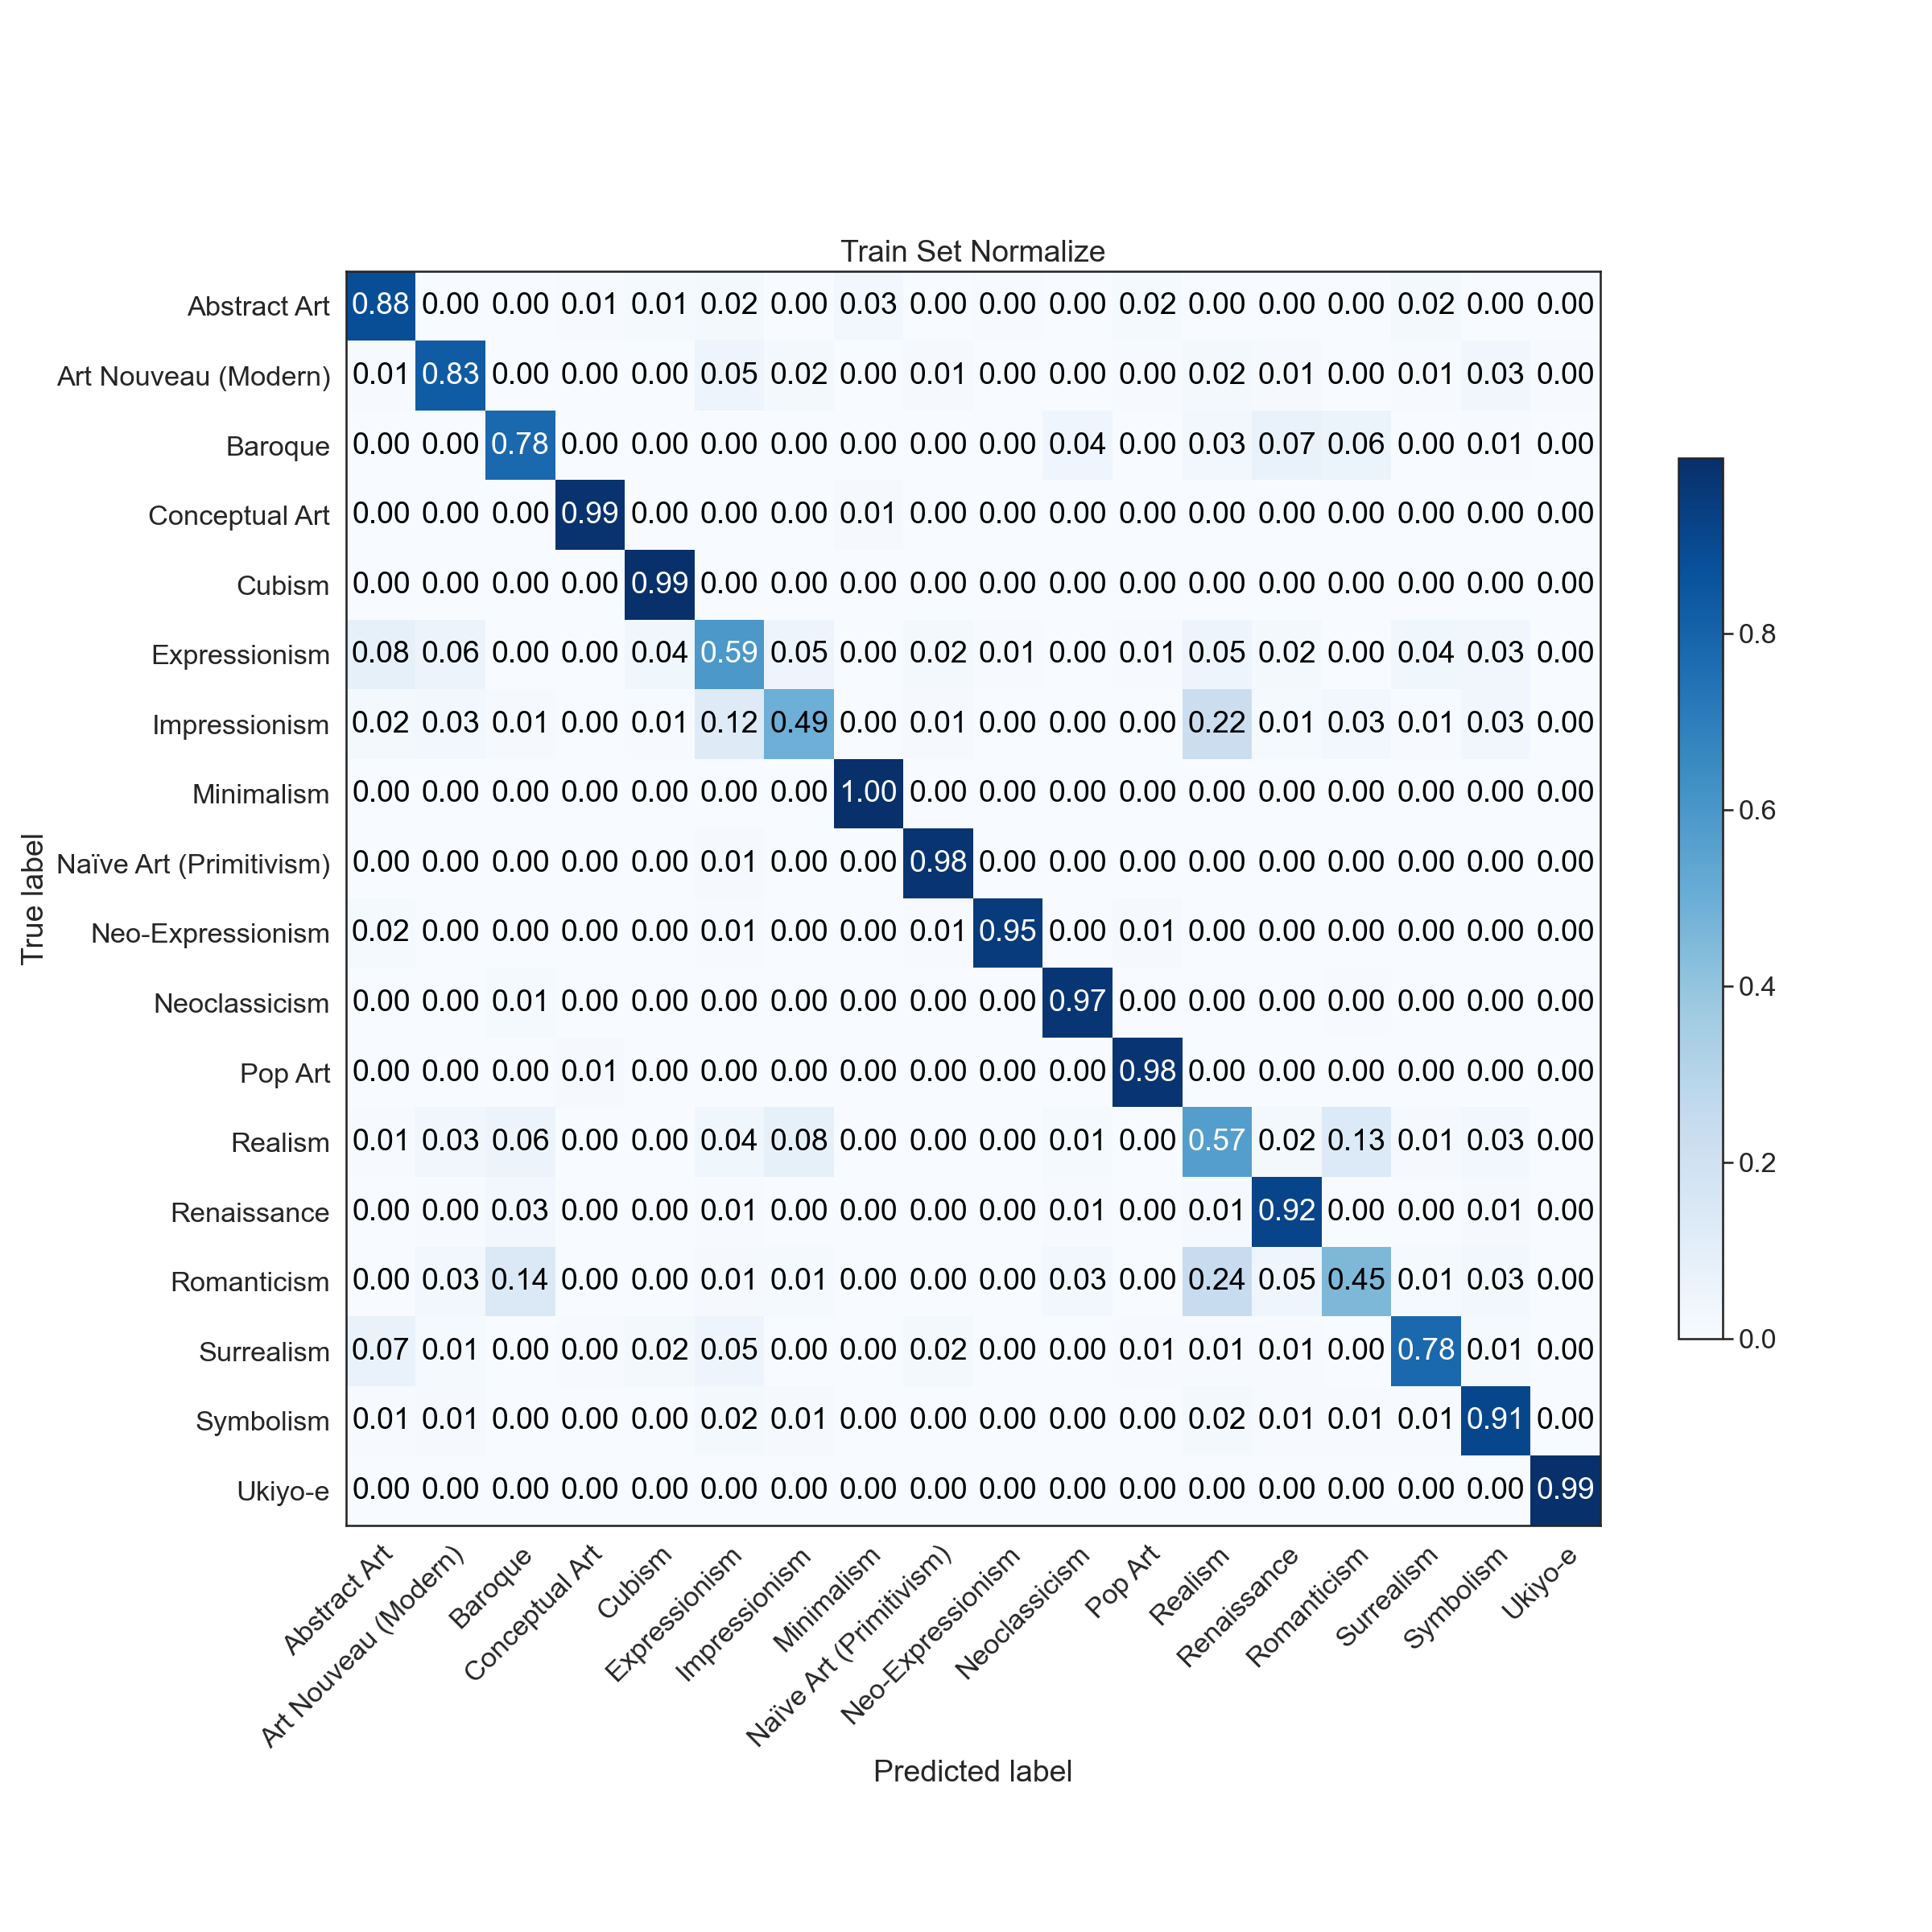 Train Set Normalize
Abstract Art 0.88 0.00 0.00 0.01 0.01 0.02 0.00 0.03 0.00 0.00 0.00 0.02 0.00 0.00 0.00 0.02 0.00 0.00
Art Nouveau (Modern) 0.01 0.83 0.00 0.00 0.00 0.05 0.02 0.00 0.01 0.00 0.00 0.00 0.02 0.01 0.00 0.01 0.03 0.00
Baroque 0.00 0.00 0.78 0.00 0.00 0.00 0.00 0.00 0.00 0.00 0.04 0.00 0.03 0.07 0.06 0.00 0.01 0.00
Conceptual Art 0.00 0.00 0.00 0.99 0.00 0.00 0.00 0.01 0.00 0.00 0.00 0.00 0.00 0.00 0.00 0.00 0.00 0.00
Cubism 0.00 0.00 0.00 0.00 0.99 0.00 0.00 0.00 0.00 0.00 0.00 0.00 0.00 0.00 0.00 0.00 0.00 0.00
Expressionism 0.08 0.06 0.00 0.00 0.04 0.59 0.05 0.00 0.02 0.01 0.00 0.01 0.05 0.02 0.00 0.04 0.03 0.00
Impressionism 0.02 0.03 0.01 0.00 0.01 0.12 0.49 0.00 0.01 0.00 0.00 0.00 0.22 0.01 0.03 0.01 0.03 0.00
Minimalism 0.00 0.00 0.00 0.00 0.00 0.00 0.00 1.00 0.00 0.00 0.00 0.00 0.00 0.00 0.00 0.00 0.00 0.00
Naïve Art (Primitivism) 0.00 0.00 0.00 0.00 0.00 0.01 0.00 0.00 0.98 0.00 0.00 0.00 0.00 0.00 0.00 0.00 0.00 0.00
Neo-Expressionism 0.02 0.00 0.00 0.00 0.00 0.01 0.00 0.00 0.01 0.95 0.00 0.01 0.00 0.00 0.00 0.00 0.00 0.00
Neoclassicism 0.00 0.00 0.01 0.00 0.00 0.00 0.00 0.00 0.00 0.00 0.97 0.00 0.00 0.00 0.00 0.00 0.00 0.00
Pop Art 0.00 0.00 0.00 0.01 0.00 0.00 0.00 0.00 0.00 0.00 0.00 0.98 0.00 0.00 0.00 0.00 0.00 0.00
Realism 0.01 0.03 0.06 0.00 0.00 0.04 0.08 0.00 0.00 0.00 0.01 0.00 0.57 0.02 0.13 0.01 0.03 0.00
Renaissance 0.00 0.00 0.03 0.00 0.00 0.01 0.00 0.00 0.00 0.00 0.01 0.00 0.01 0.92 0.00 0.00 0.01 0.00
Romanticism 0.00 0.03 0.14 0.00 0.00 0.01 0.01 0.00 0.00 0.00 0.03 0.00 0.24 0.05 0.45 0.01 0.03 0.00
Surrealism 0.07 0.01 0.00 0.00 0.02 0.05 0.00 0.00 0.02 0.00 0.00 0.01 0.01 0.01 0.00 0.78 0.01 0.00
Symbolism 0.01 0.01 0.00 0.00 0.00 0.02 0.01 0.00 0.00 0.00 0.00 0.00 0.02 0.01 0.01 0.01 0.91 0.00
Ukiyo-e 0.00 0.00 0.00 0.00 0.00 0.00 0.00 0.00 0.00 0.00 0.00 0.00 0.00 0.00 0.00 0.00 0.00 0.99
True label
Abstract Art
Art Nouveau (Modern)
Baroque
Conceptual Art
Cubism
Expressionism
Impressionism
Minimalism
Naïve Art (Primitivism)
Neo-Expressionism
Neoclassicism
Pop Art
Realism
Renaissance
Romanticism
Surrealism
Symbolism
Ukiyo-e
Predicted label
0.8
0.6
0.4
0.2
0.0